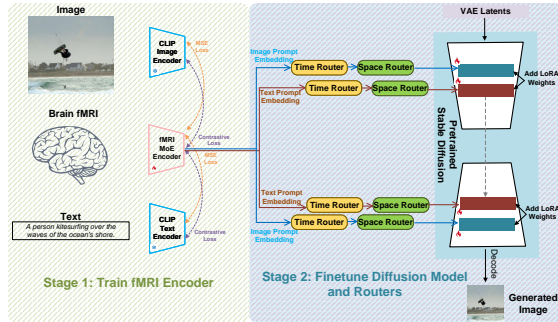 Image
Brain fMRI
Text
A person kitesurfing over the
waves of the ocean's shore.
CLIP
Image
Encoder
MSE
Loss
Contrastive
Loss
fMRI
MoE
Encoder
MSE
Loss
Contrastive
Loss
CLIP
Text
Encoder
Stage 1: Train fMRI Encoder
VAE Latents
Image Prompt
Embedding
Time Router
Space Router
Text Prompt
Embedding
Time Router
Space Router
Add LoRA
Weights
Pretrained
Stable Diffusion
Text Prompt
Embedding
Time Router
Space Router
Image Prompt
Embedding
Time Router
Space Router
Add LoRA
Weights
Decode
Stage 2: Finetune Diffusion Model
and Routers
Generated
Image